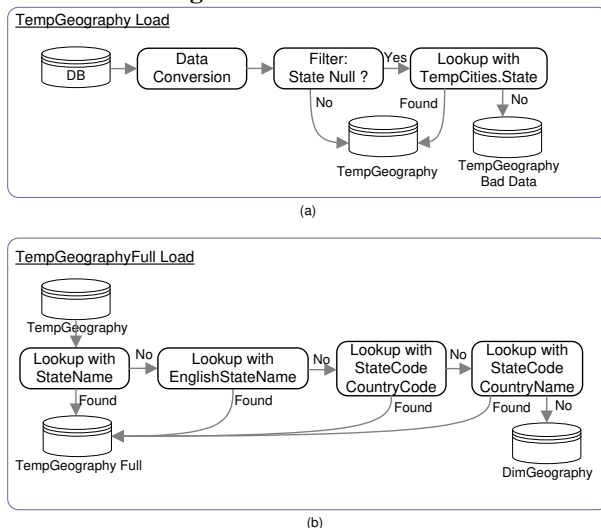 TempGeography Load
DB
Data
Conversion
Filter:
State Null ?
Yes
Lookup with
TempCities.State
No
Found
No
TempGeography
TempGeography
Bad Data
(a)
TempGeographyFull Load
TempGeography
Lookup with
StateName
No
Lookup with
EnglishStateName
No
Lookup with
StateCode
CountryCode
No
Lookup with
StateCode
CountryName
Found
Found
Found
Found
No
TempGeography Full
DimGeography
(b)